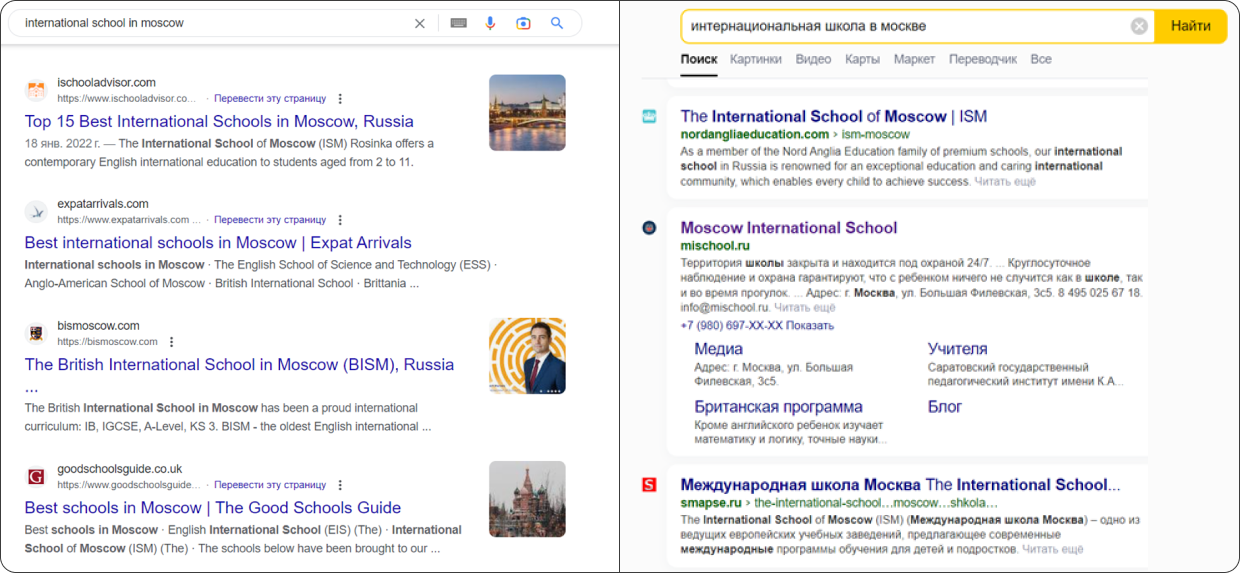 international school in moscow
ischooladvisor.com
https://www.ischooladvisor.co... · Перевести эту страницу
Top 15 Best International Schools in Moscow, Russia
18 янв. 2022 г. — The International School of Moscow (ISM) Rosinka offers a
contemporary English international education to students aged from 2 to 11.
expatarrivals.com
https://www.expatarrivals.com ... · Перевести эту страницу
Best international schools in Moscow | Expat Arrivals
International schools in Moscow · The English School of Science and Technology (ESS) ·
Anglo-American School of Moscow · British International School · Brittania ...
bismoscow.com
https://bismoscow.com
The British International School in Moscow (BISM), Russia
...
The British International School in Moscow has been a proud international
curriculum: IB, IGCSE, A-Level, KS 3. BISM - the oldest English international ...
goodschoolsguide.co.uk
https://www.goodschoolsguide... · Перевести эту страницу
Best schools in Moscow | The Good Schools Guide
Best schools in Moscow · English International School (EIS) (The) · International
School of Moscow (ISM) (The) · The schools below have been brought to our ...
интернациональная школа в москве
Найти
Поиск Картинки Видео Карты Маркет Переводчик Все
The International School of Moscow | ISM
nordangliaeducation.com › ism-moscow
As a member of the Nord Anglia Education family of premium schools, our international
school in Russia is renowned for an exceptional education and caring international
community, which enables every child to achieve success. Читать ещё
Moscow International School
mischool.ru
Территория школы закрыта и находится под охраной 24/7. ... Круглосуточное
наблюдение и охрана гарантируют, что с ребенком ничего не случится как в школе, так
и во время прогулок. ... Адрес: г. Москва, ул. Большая Филевская, 3с5. 8 495 025 67 18.
info@mischool.ru. Читать ещё
+7 (980) 697-XX-XX Показать
Медиа
Адрес: г. Москва, ул. Большая
Филевская, 3с5.
Учителя
Саратовский государственный
педагогический институт имени К.А...
Британская программа
Кроме английского ребенок изучает
математику и логику, точные науки...
Блог
S
Международная школа Москва The International School...
smapse.ru › the-international-school...moscow...shkola...
The International School of Moscow (ISM) (Международная школа Москва) – одно из
ведущих европейских учебных заведений, предлагающее современные
международные программы обучения для детей и подростков. Читать ещё